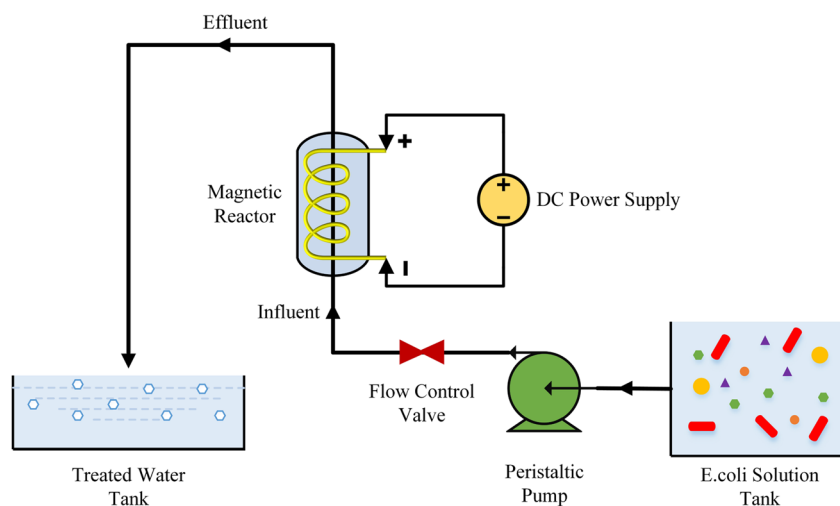 Effluent
Magnetic
Reactor
+
+
DC Power Supply
−
−
Influent
Flow Control
Valve
Treated Water
Tank
Peristaltic
Pump
E.coli Solution
Tank